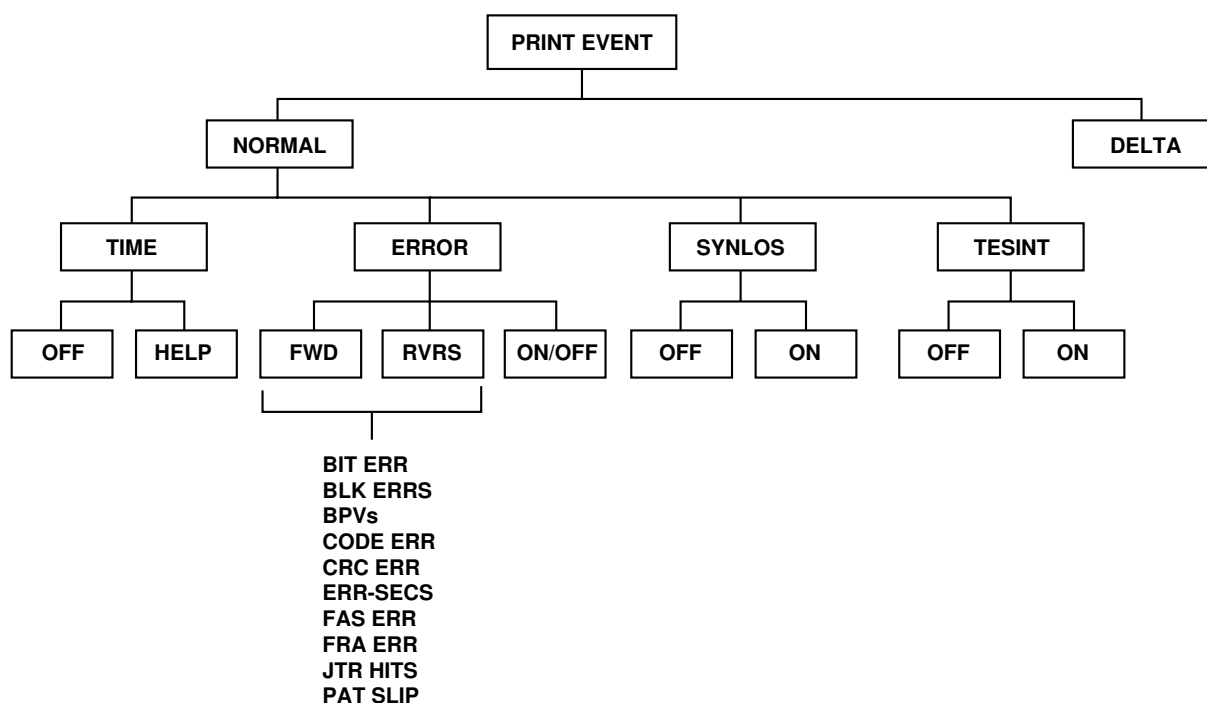 PRINT EVENT
NORMAL
DELTA
TIME
ERROR
SYNLOS
TESINT
OFF
HELP
FWD
RVRS
ON/OFF
OFF
ON
OFF
ON
BIT ERR
BLK ERRS
BPVs
CODE ERR
CRC ERR
ERR-SECS
FAS ERR
FRA ERR
JTR HITS
PAT SLIP